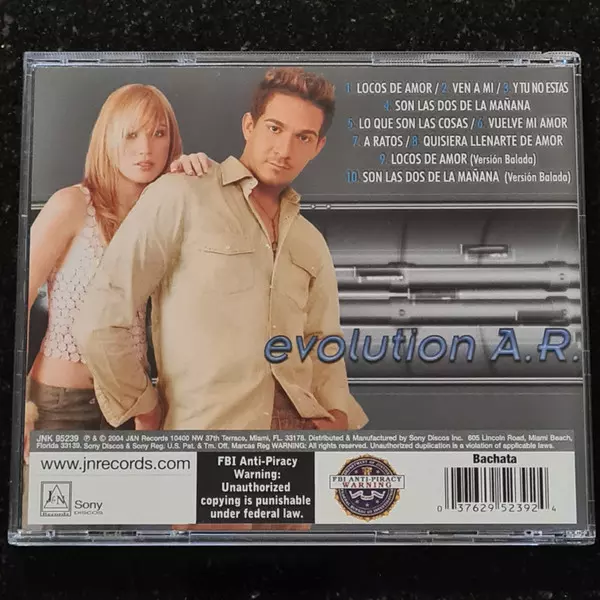 1. LOCOS DE AMOR / 2. VEN A MI / 3. Y TU NO ESTAS
4. SON LAS DOS DE LA MAÑANA
5. LO QUE SON LAS COSAS / 6. VUELVE MI AMOR
7. A RATOS / 8. QUISIERA LLENARTE DE AMOR
9. LOCOS DE AMOR (Versión Balada)
10. SON LAS DOS DE LA MAÑANA (Versión Balada)
evolution A.R.
JNK 95239 ℗ & © 2004 J&N Records 10400 NW 37th Terrace, Miami, FL. 33178. Distributed & Manufactured by Sony Discos Inc. 605 Lincoln Road, Miami Beach,
Florida 33139. Sony Discos & Sony Reg. U.S. Pat. & Tm. Off. Marcas Reg WARNING: All rights reserved. Unauthorized duplication is a violation of applicable laws.
www.jnrecords.com
J&N
Records
Sony
DISCOS
FBI Anti-Piracy
Warning:
Unauthorized
copying is punishable
under federal law.
FBI ANTI-PIRACY
WARNING
Bachata
0 37629 52392 4